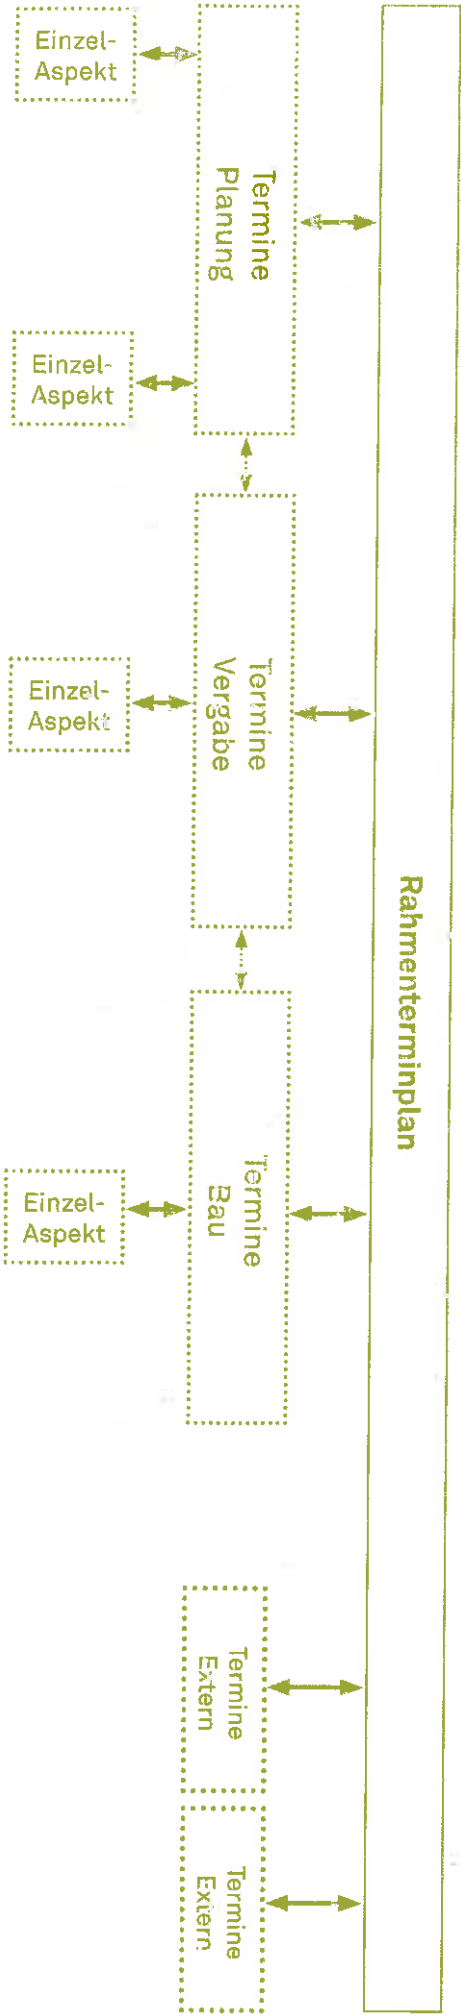 Rahmenterminplan
Termine
Planung
Termine
Vergabe
Termine
Bau
Termine
Extern
Termine
Extern
Einzel-
Aspekt
Einzel-
Aspekt
Einzel-
Aspekt
Einzel-
Aspekt